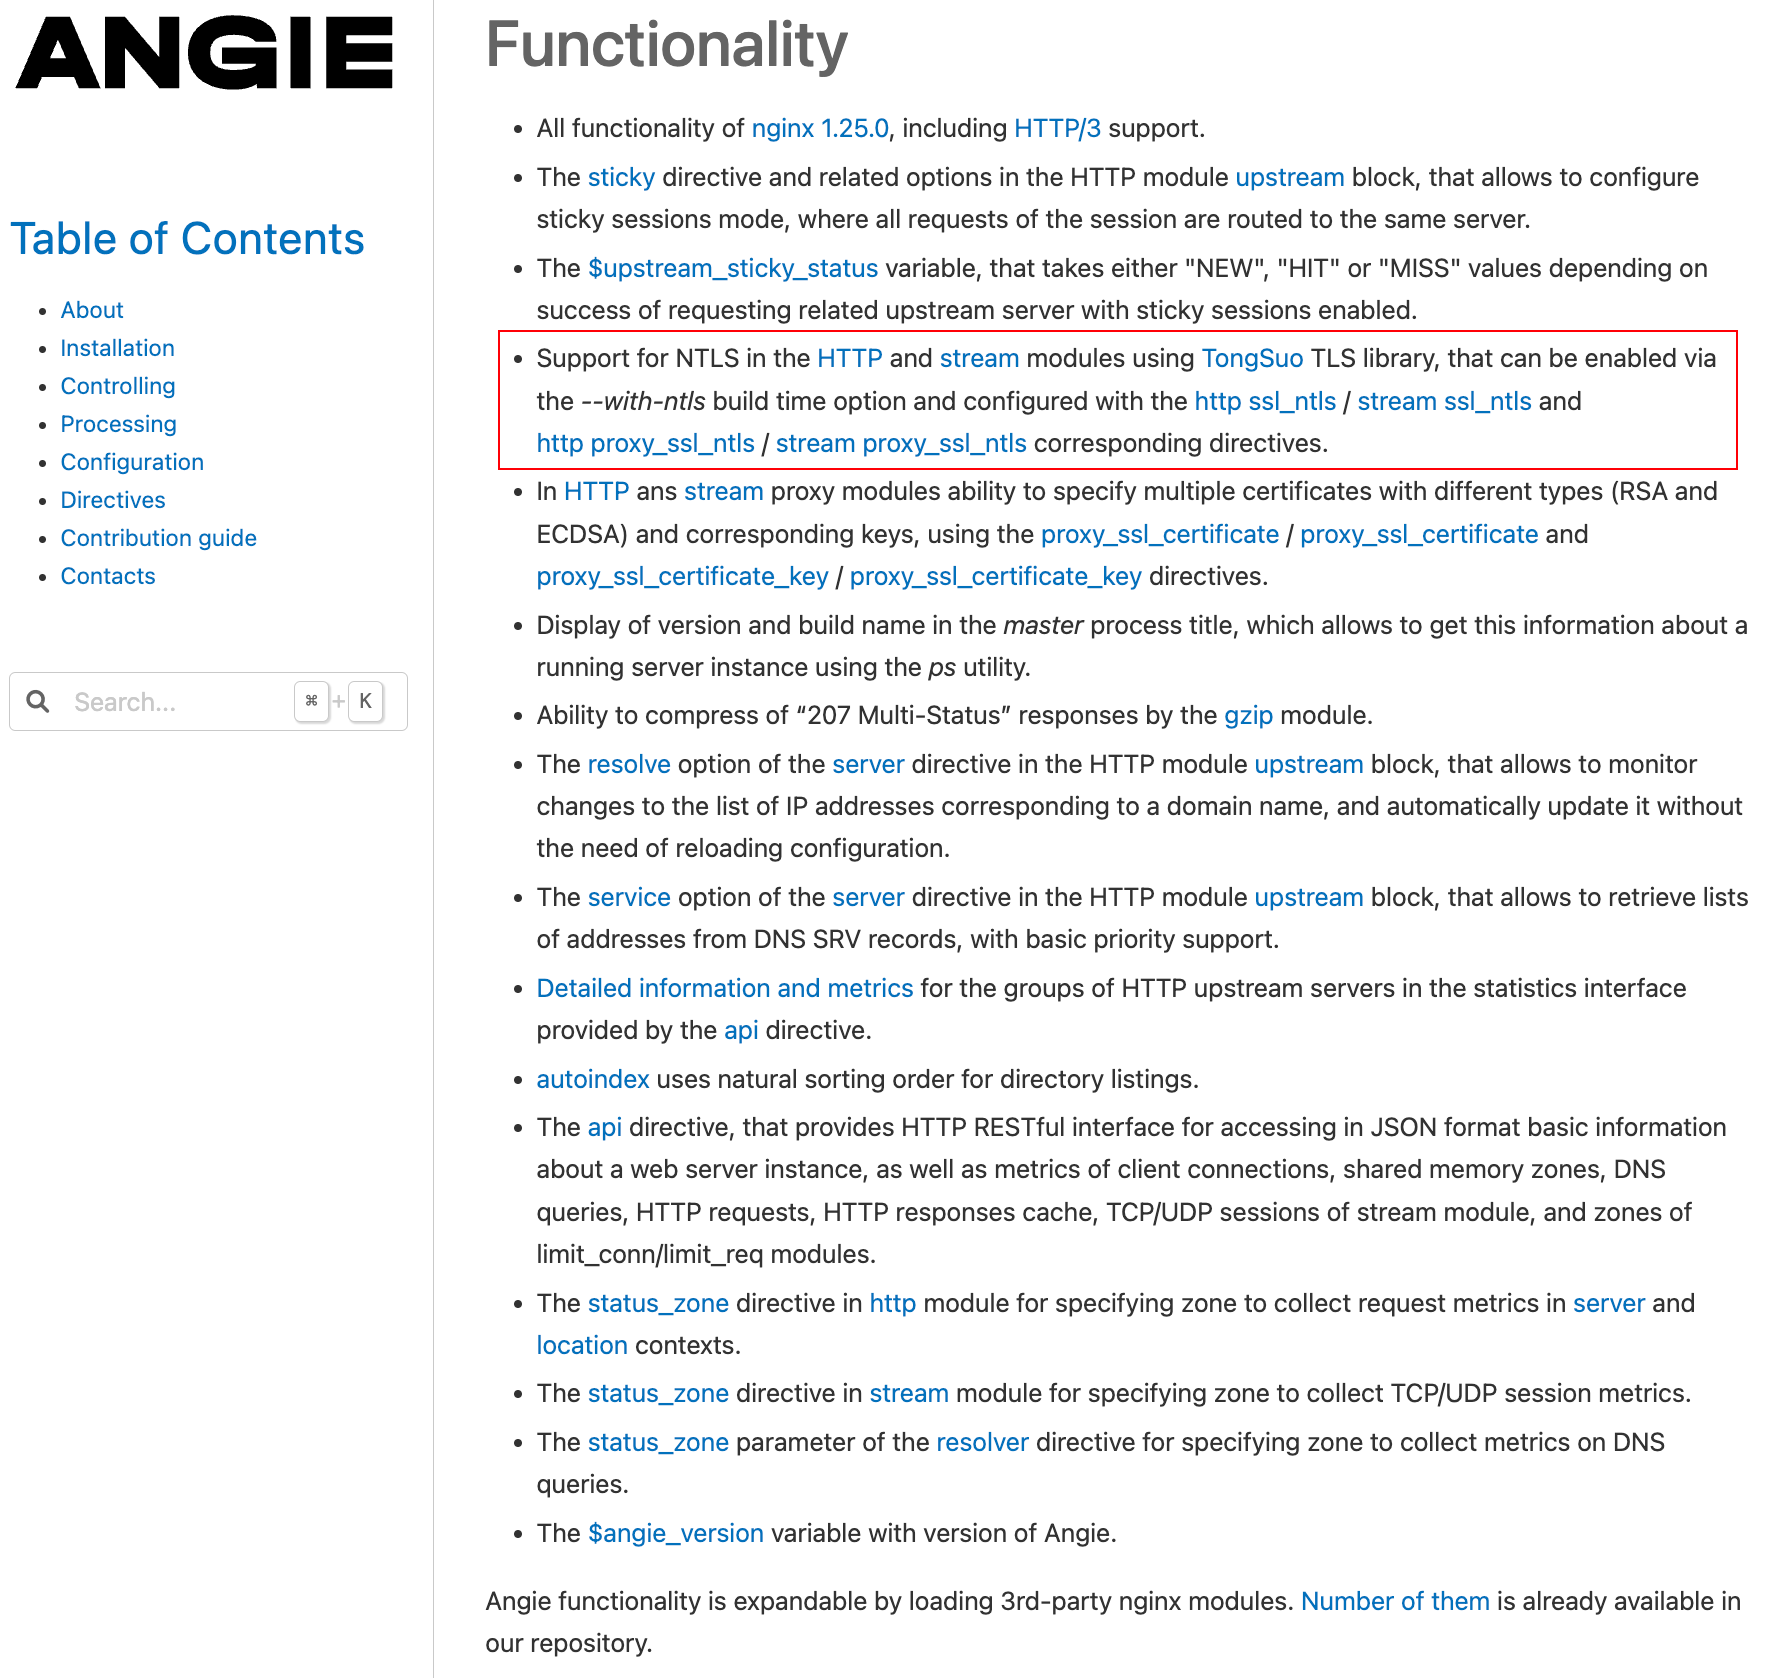 ANGIE
Table of Contents
About
Installation
Controlling
Processing
Configuration
Directives
Contribution guide
Contacts
Search...
⌘ + K
Functionality
All functionality of nginx 1.25.0, including HTTP/3 support.
The sticky directive and related options in the HTTP module upstream block, that allows to configure
sticky sessions mode, where all requests of the session are routed to the same server.
The $upstream_sticky_status variable, that takes either "NEW", "HIT" or "MISS" values depending on
success of requesting related upstream server with sticky sessions enabled.
Support for NTLS in the HTTP and stream modules using TongSuo TLS library, that can be enabled via
the --with-ntls build time option and configured with the http ssl_ntls / stream ssl_ntls and
http proxy_ssl_ntls / stream proxy_ssl_ntls corresponding directives.
In HTTP ans stream proxy modules ability to specify multiple certificates with different types (RSA and
ECDSA) and corresponding keys, using the proxy_ssl_certificate / proxy_ssl_certificate and
proxy_ssl_certificate_key / proxy_ssl_certificate_key directives.
Display of version and build name in the master process title, which allows to get this information about a
running server instance using the ps utility.
Ability to compress of “207 Multi-Status” responses by the gzip module.
The resolve option of the server directive in the HTTP module upstream block, that allows to monitor
changes to the list of IP addresses corresponding to a domain name, and automatically update it without
the need of reloading configuration.
The service option of the server directive in the HTTP module upstream block, that allows to retrieve lists
of addresses from DNS SRV records, with basic priority support.
Detailed information and metrics for the groups of HTTP upstream servers in the statistics interface
provided by the api directive.
autoindex uses natural sorting order for directory listings.
The api directive, that provides HTTP RESTful interface for accessing in JSON format basic information
about a web server instance, as well as metrics of client connections, shared memory zones, DNS
queries, HTTP requests, HTTP responses cache, TCP/UDP sessions of stream module, and zones of
limit_conn/limit_req modules.
The status_zone directive in http module for specifying zone to collect request metrics in server and
location contexts.
The status_zone directive in stream module for specifying zone to collect TCP/UDP session metrics.
The status_zone parameter of the resolver directive for specifying zone to collect metrics on DNS
queries.
The $angie_version variable with version of Angie.
Angie functionality is expandable by loading 3rd-party nginx modules. Number of them is already available in
our repository.